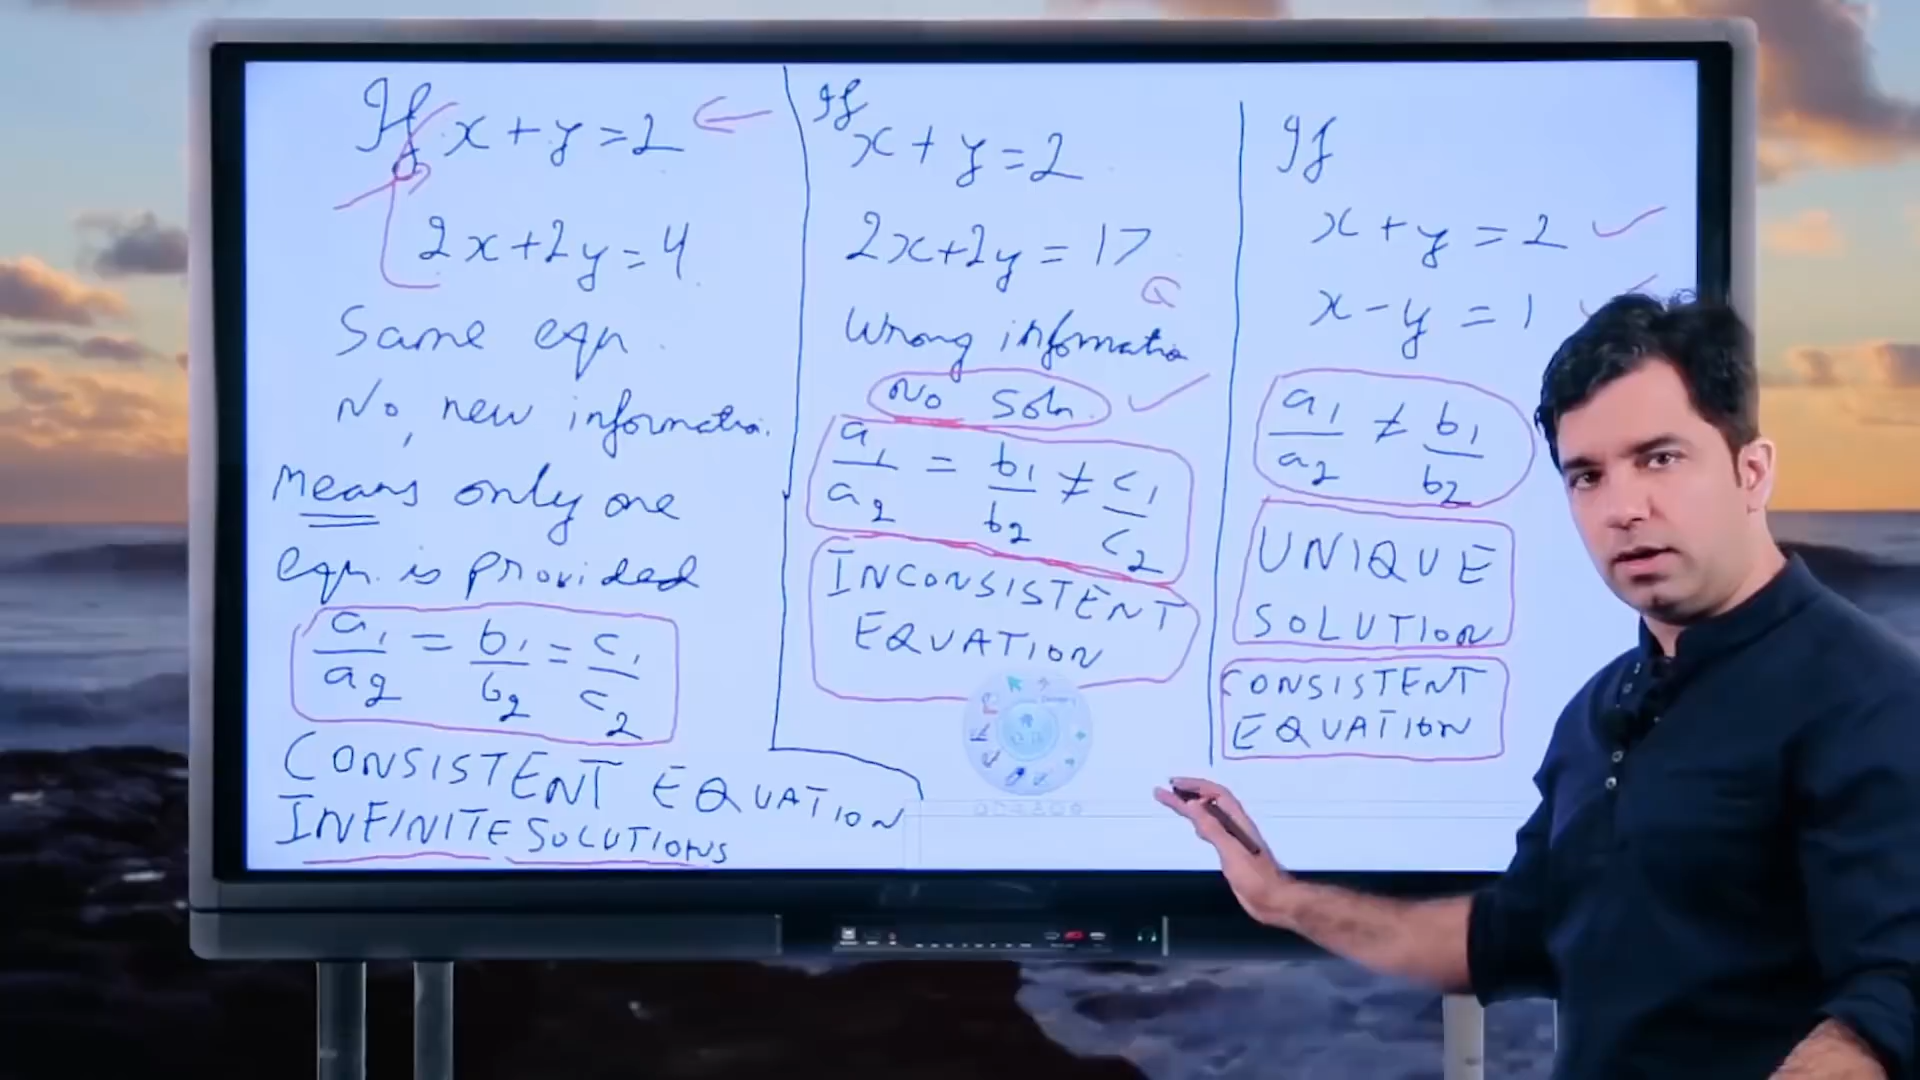 If x + y = 2
2x + 2y = 4
Same eqn.
No, new information.
means only one
eqn. is provided
a₁/a₂ = b₁/b₂ = c₁/c₂
CONSISTENT EQUATION
INFINITE SOLUTIONS
If
x + y = 2
2x + 2y = 17
Wrong information
No Soln.
a₁/a₂ = b₁/b₂ ≠ c₁/c₂
INCONSISTENT
EQUATION
If
x + y = 2
x - y = 1
a₁/a₂ ≠ b₁/b₂
UNIQUE
SOLUTION
CONSISTENT
EQUATION